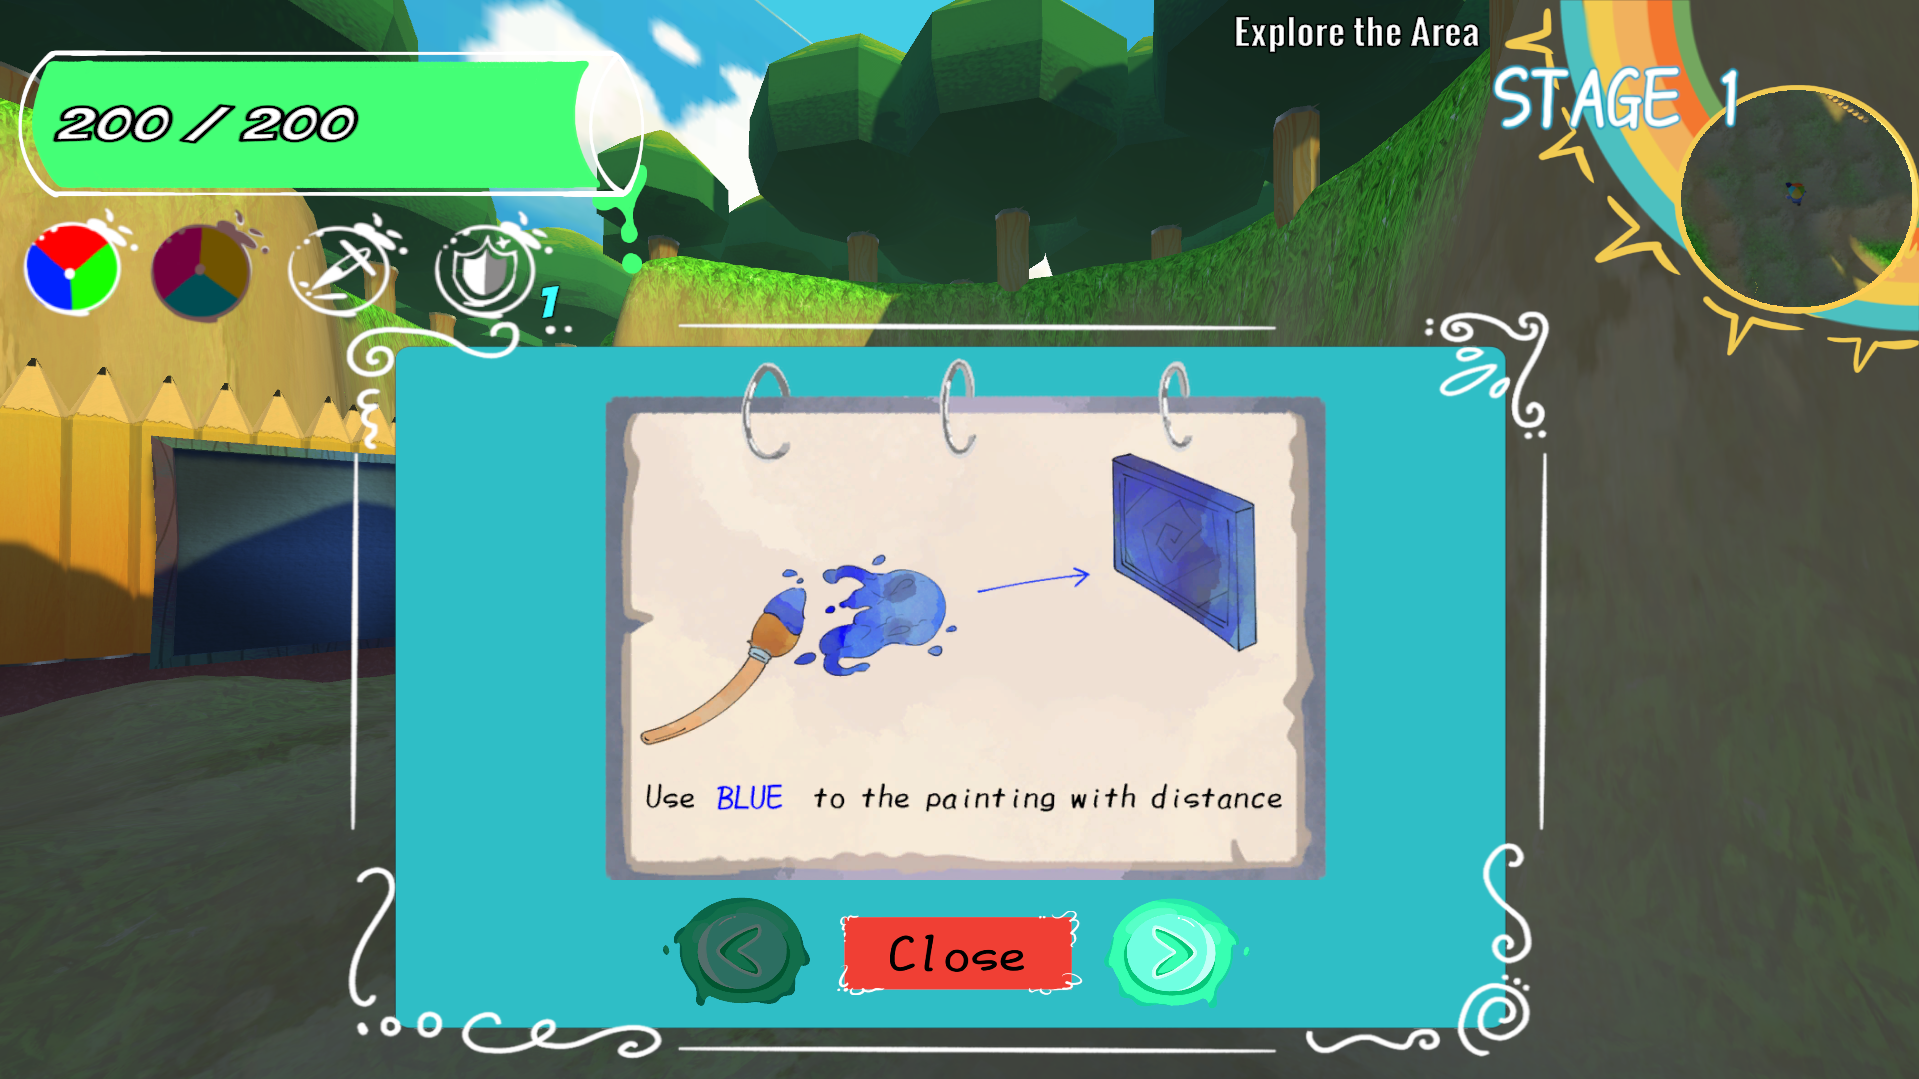 Explore the Area
STAGE 1
200 / 200
1
Use BLUE to the painting with distance
Close